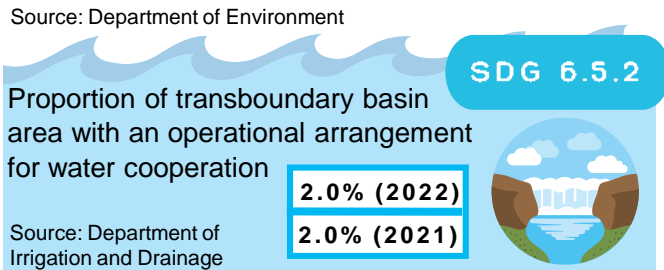 Source: Department of Environment
SDG 6.5.2
Proportion of transboundary basin
area with an operational arrangement
for water cooperation
2.0% (2022)
2.0% (2021)
Source: Department of
Irrigation and Drainage